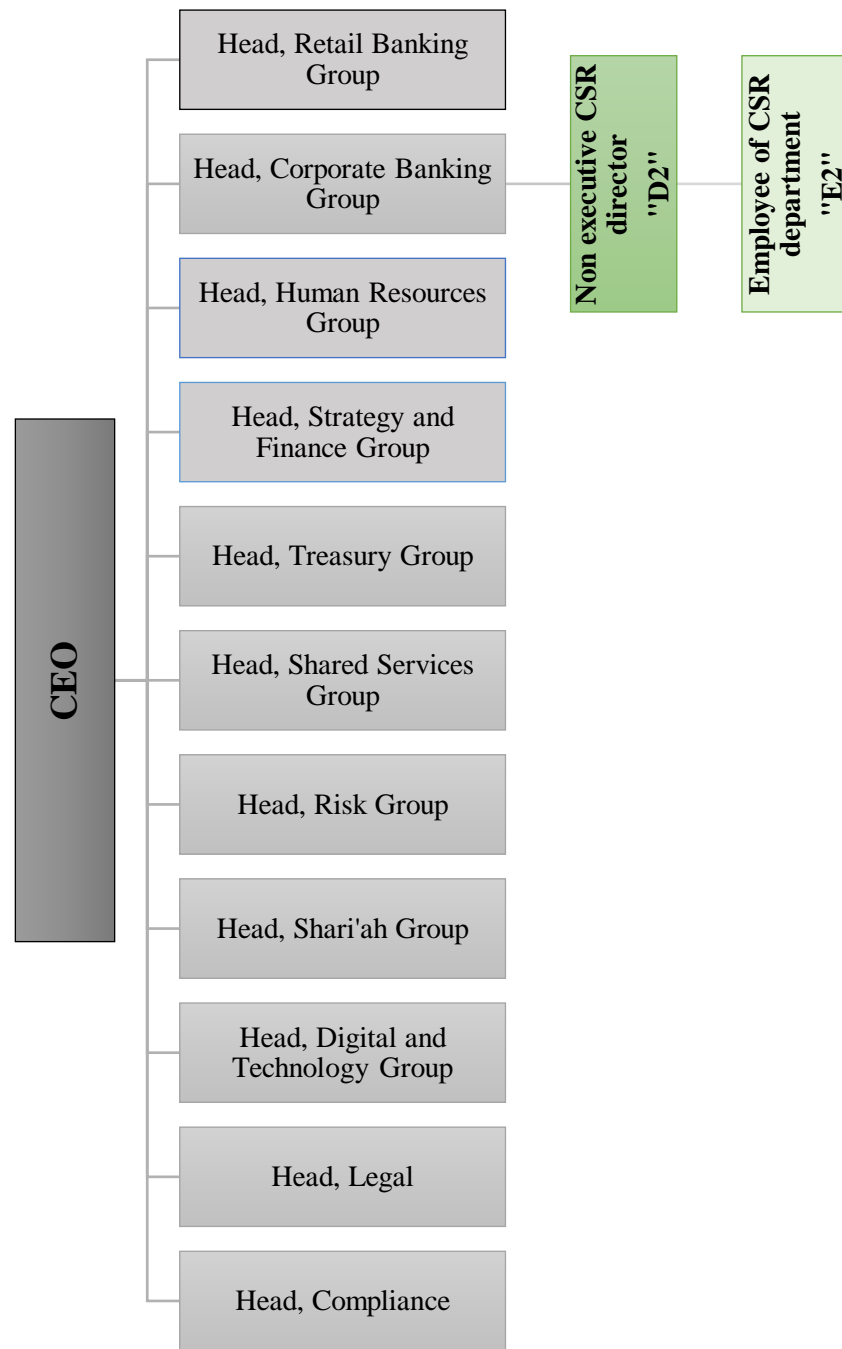 CEO
Head, Retail Banking
Group
Head, Corporate Banking
Group
Non executive CSR
director
"D2"
Employee of CSR
department
"E2"
Head, Human Resources
Group
Head, Strategy and
Finance Group
Head, Treasury Group
Head, Shared Services
Group
Head, Risk Group
Head, Shari'ah Group
Head, Digital and
Technology Group
Head, Legal
Head, Compliance